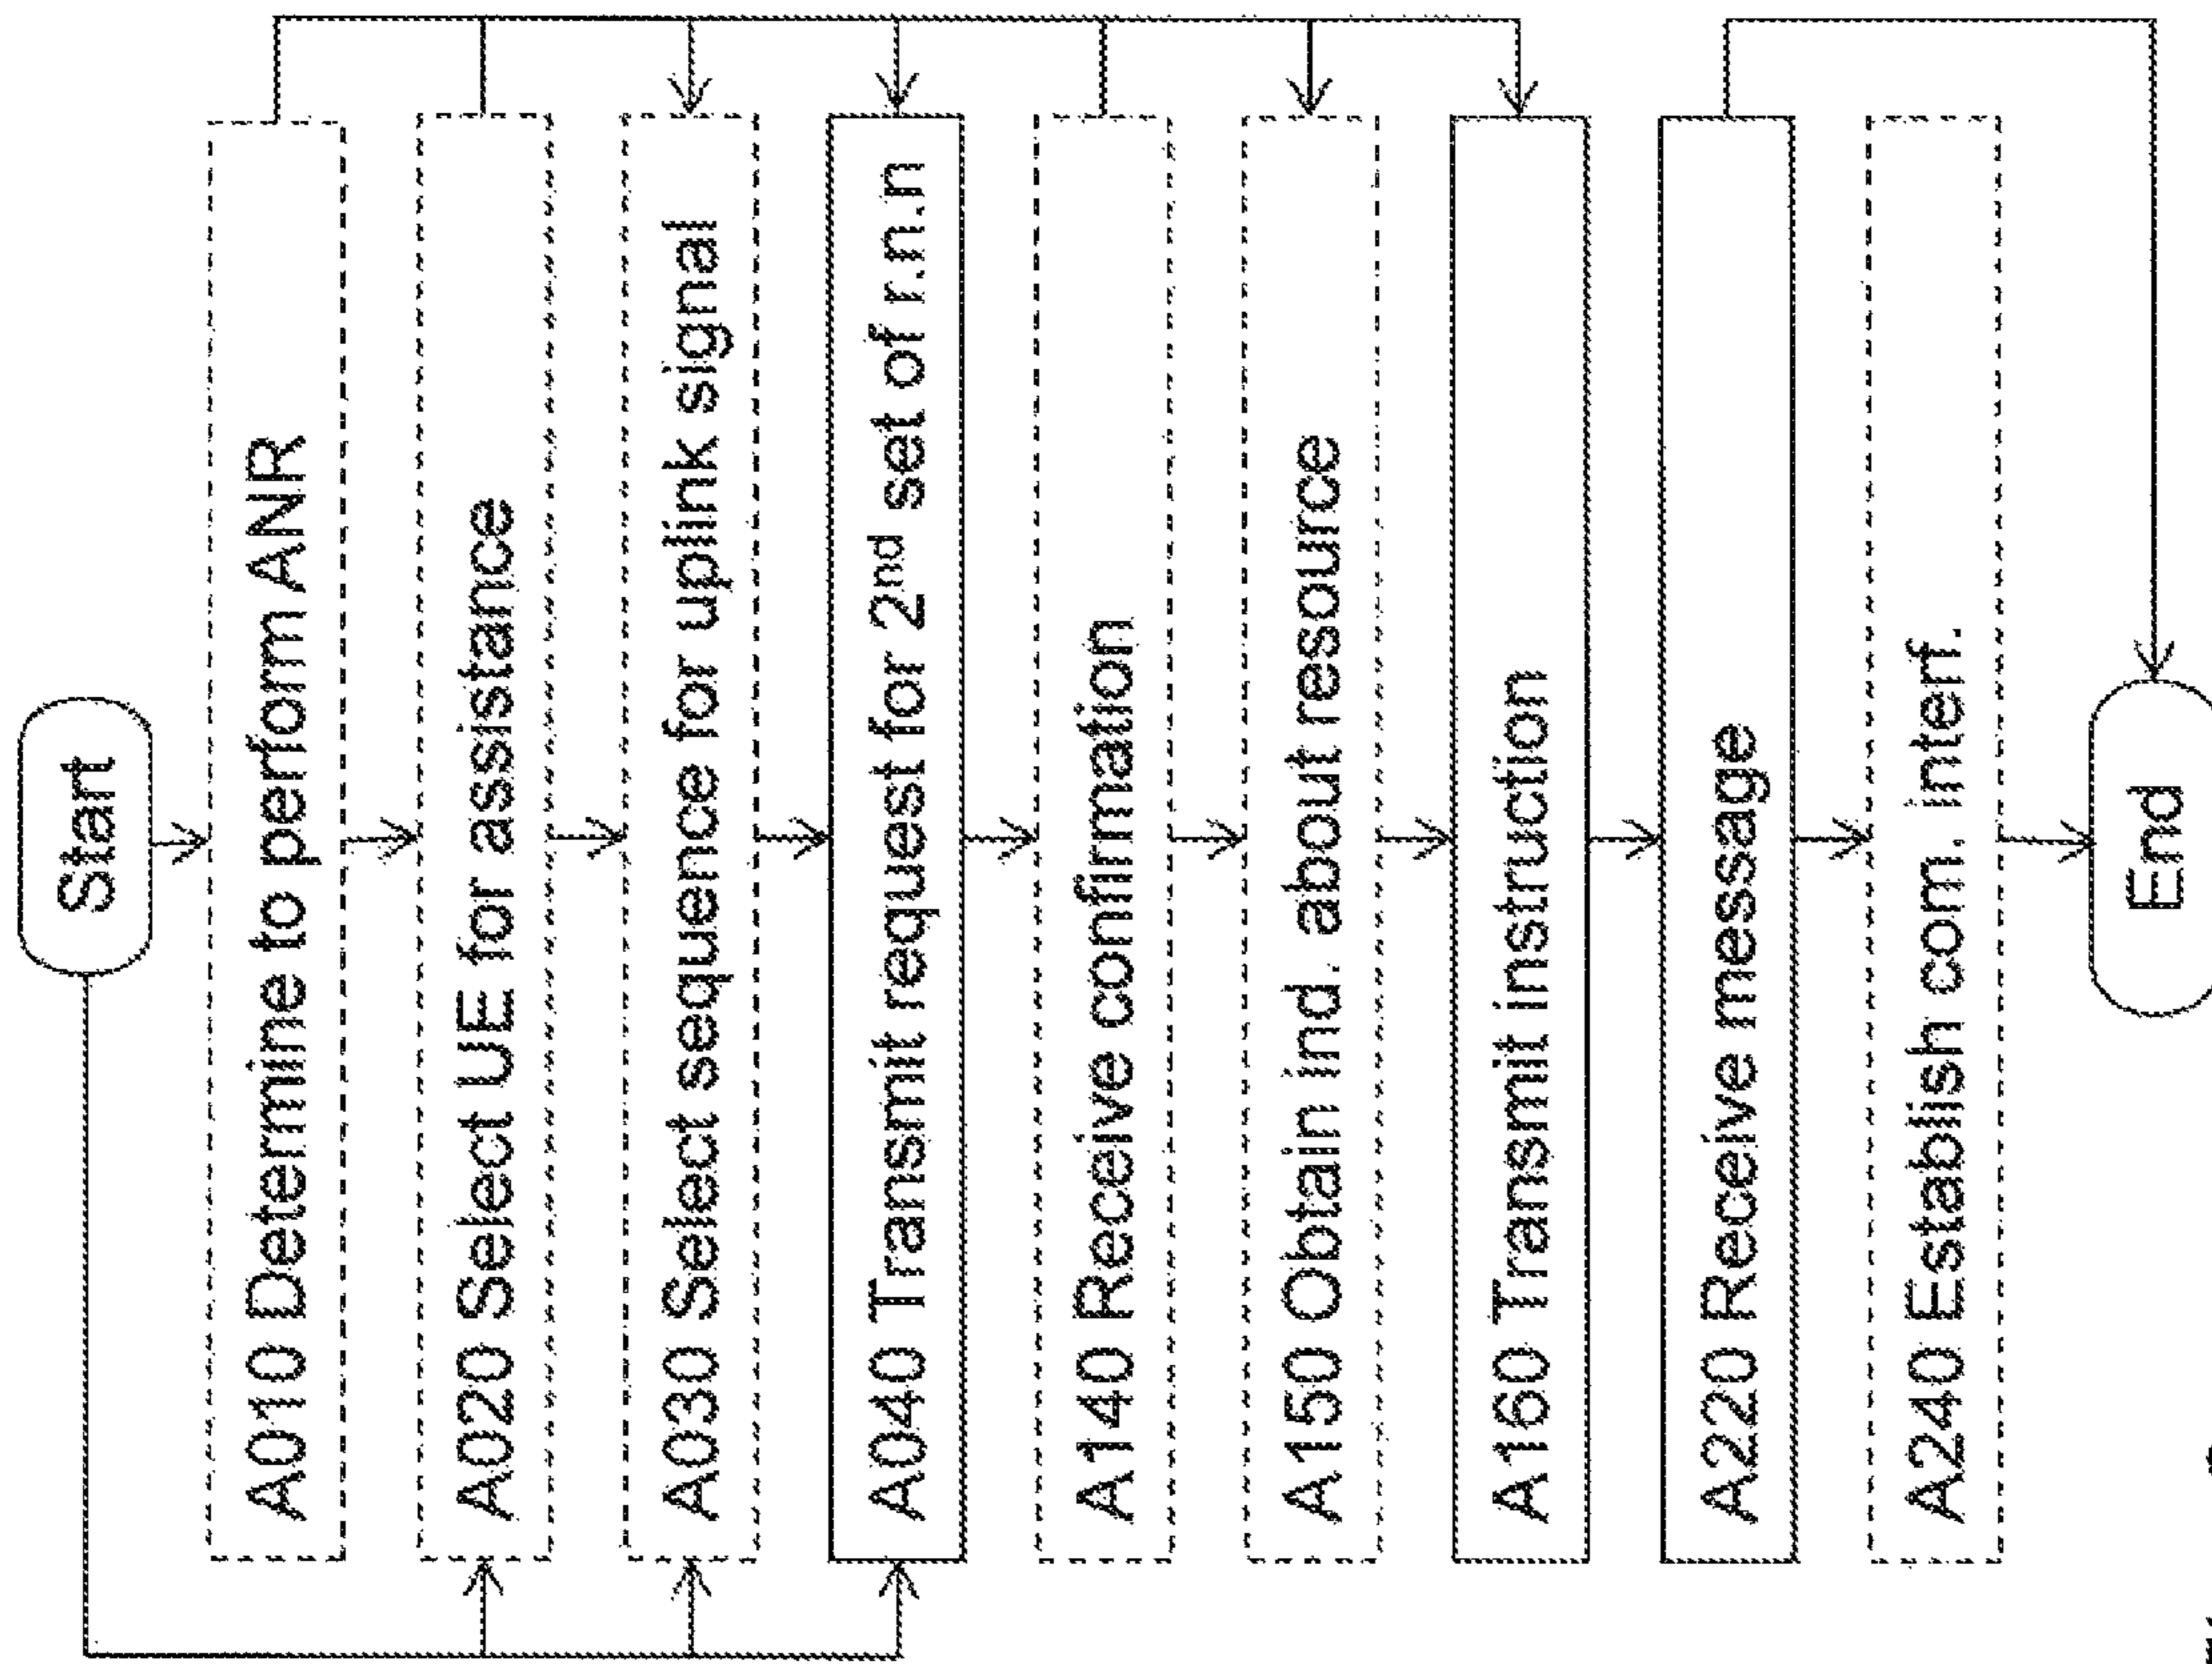 Start
A010 Determine to perform ANR
A020 Select UE for assistance
A030 Select sequence for uplink signal
A040 Transmit request for 2nd set of r.n.n
A140 Receive confirmation
A150 Obtain ind. about resource
A160 Transmit instruction
A220 Receive message
A240 Establish com. interf.
End